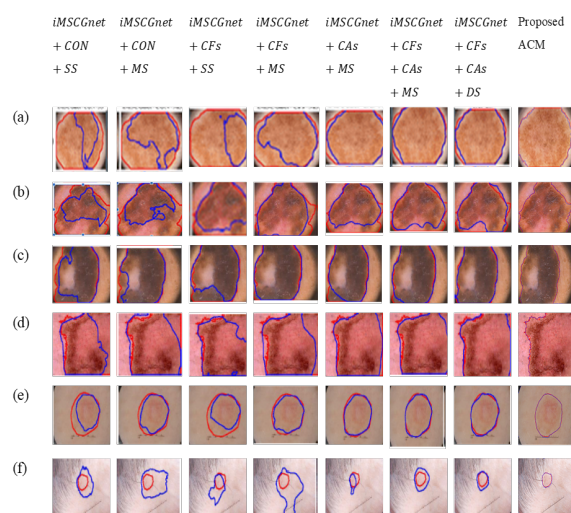 iMSCGnet iMSCGnet iMSCGnet iMSCGnet iMSCGnet iMSCGnet iMSCGnet Proposed
+ CON + CON + CFs + CFs + CAs + CFs + CFs ACM
+ SS + MS + SS + MS + MS + CAs + CAs
+ MS + DS
(a)
(b)
(c)
(d)
(e)
(f)